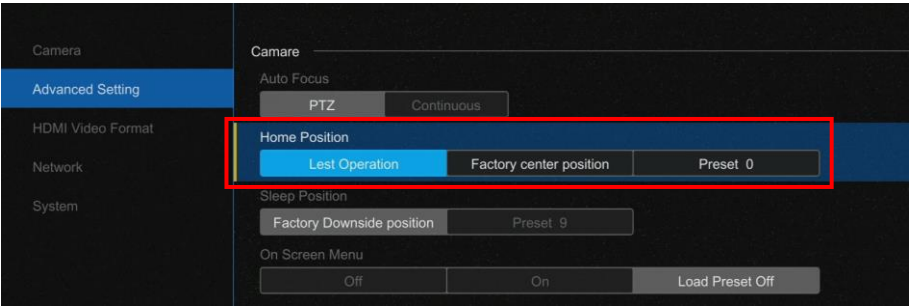 Camera
Advanced Setting
HDMI Video Format
Network
System
Camare
Auto Focus
PTZ Continuous
Home Position
Lest Operation Factory center position Preset 0
Sleep Position
Factory Downside position Preset 9
On Screen Menu
Off On Load Preset Off